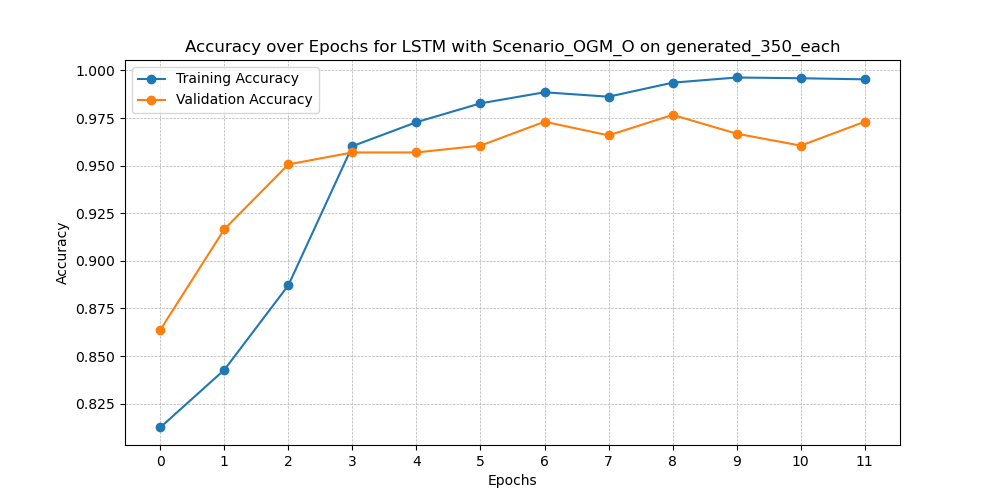 Accuracy over Epochs for LSTM with Scenario_OGM_O on generated_350_each
Training Accuracy
Validation Accuracy
1.000
0.975
0.950
0.925
0.900
0.875
0.850
0.825
Accuracy
0 1 2 3 4 5 6 7 8 9 10 11
Epochs